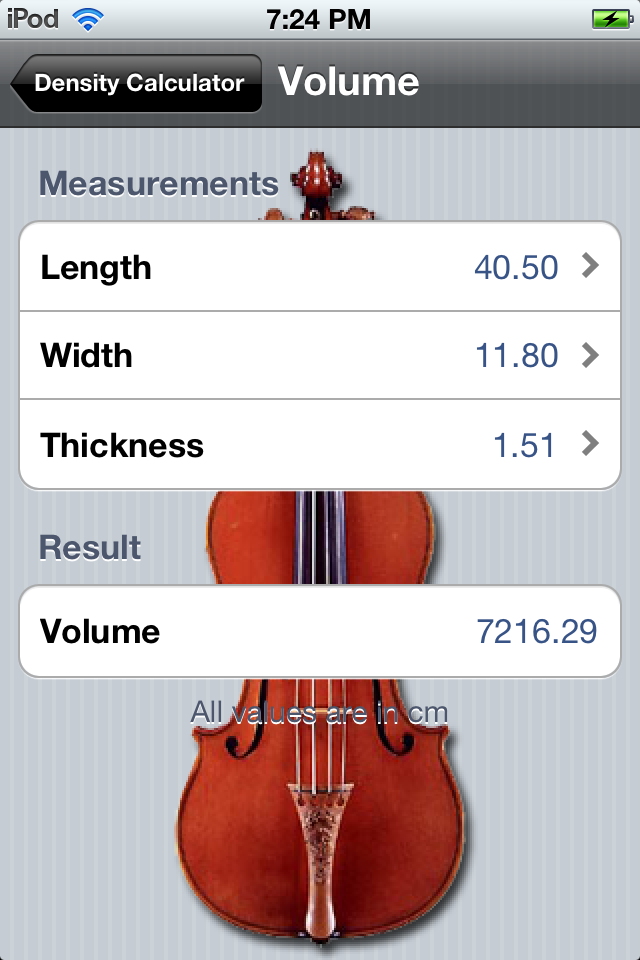 iPod 7:24 PM
Density Calculator Volume
Measurements
Length 40.50
Width 11.80
Thickness 1.51
Result
Volume 7216.29
All values are in cm